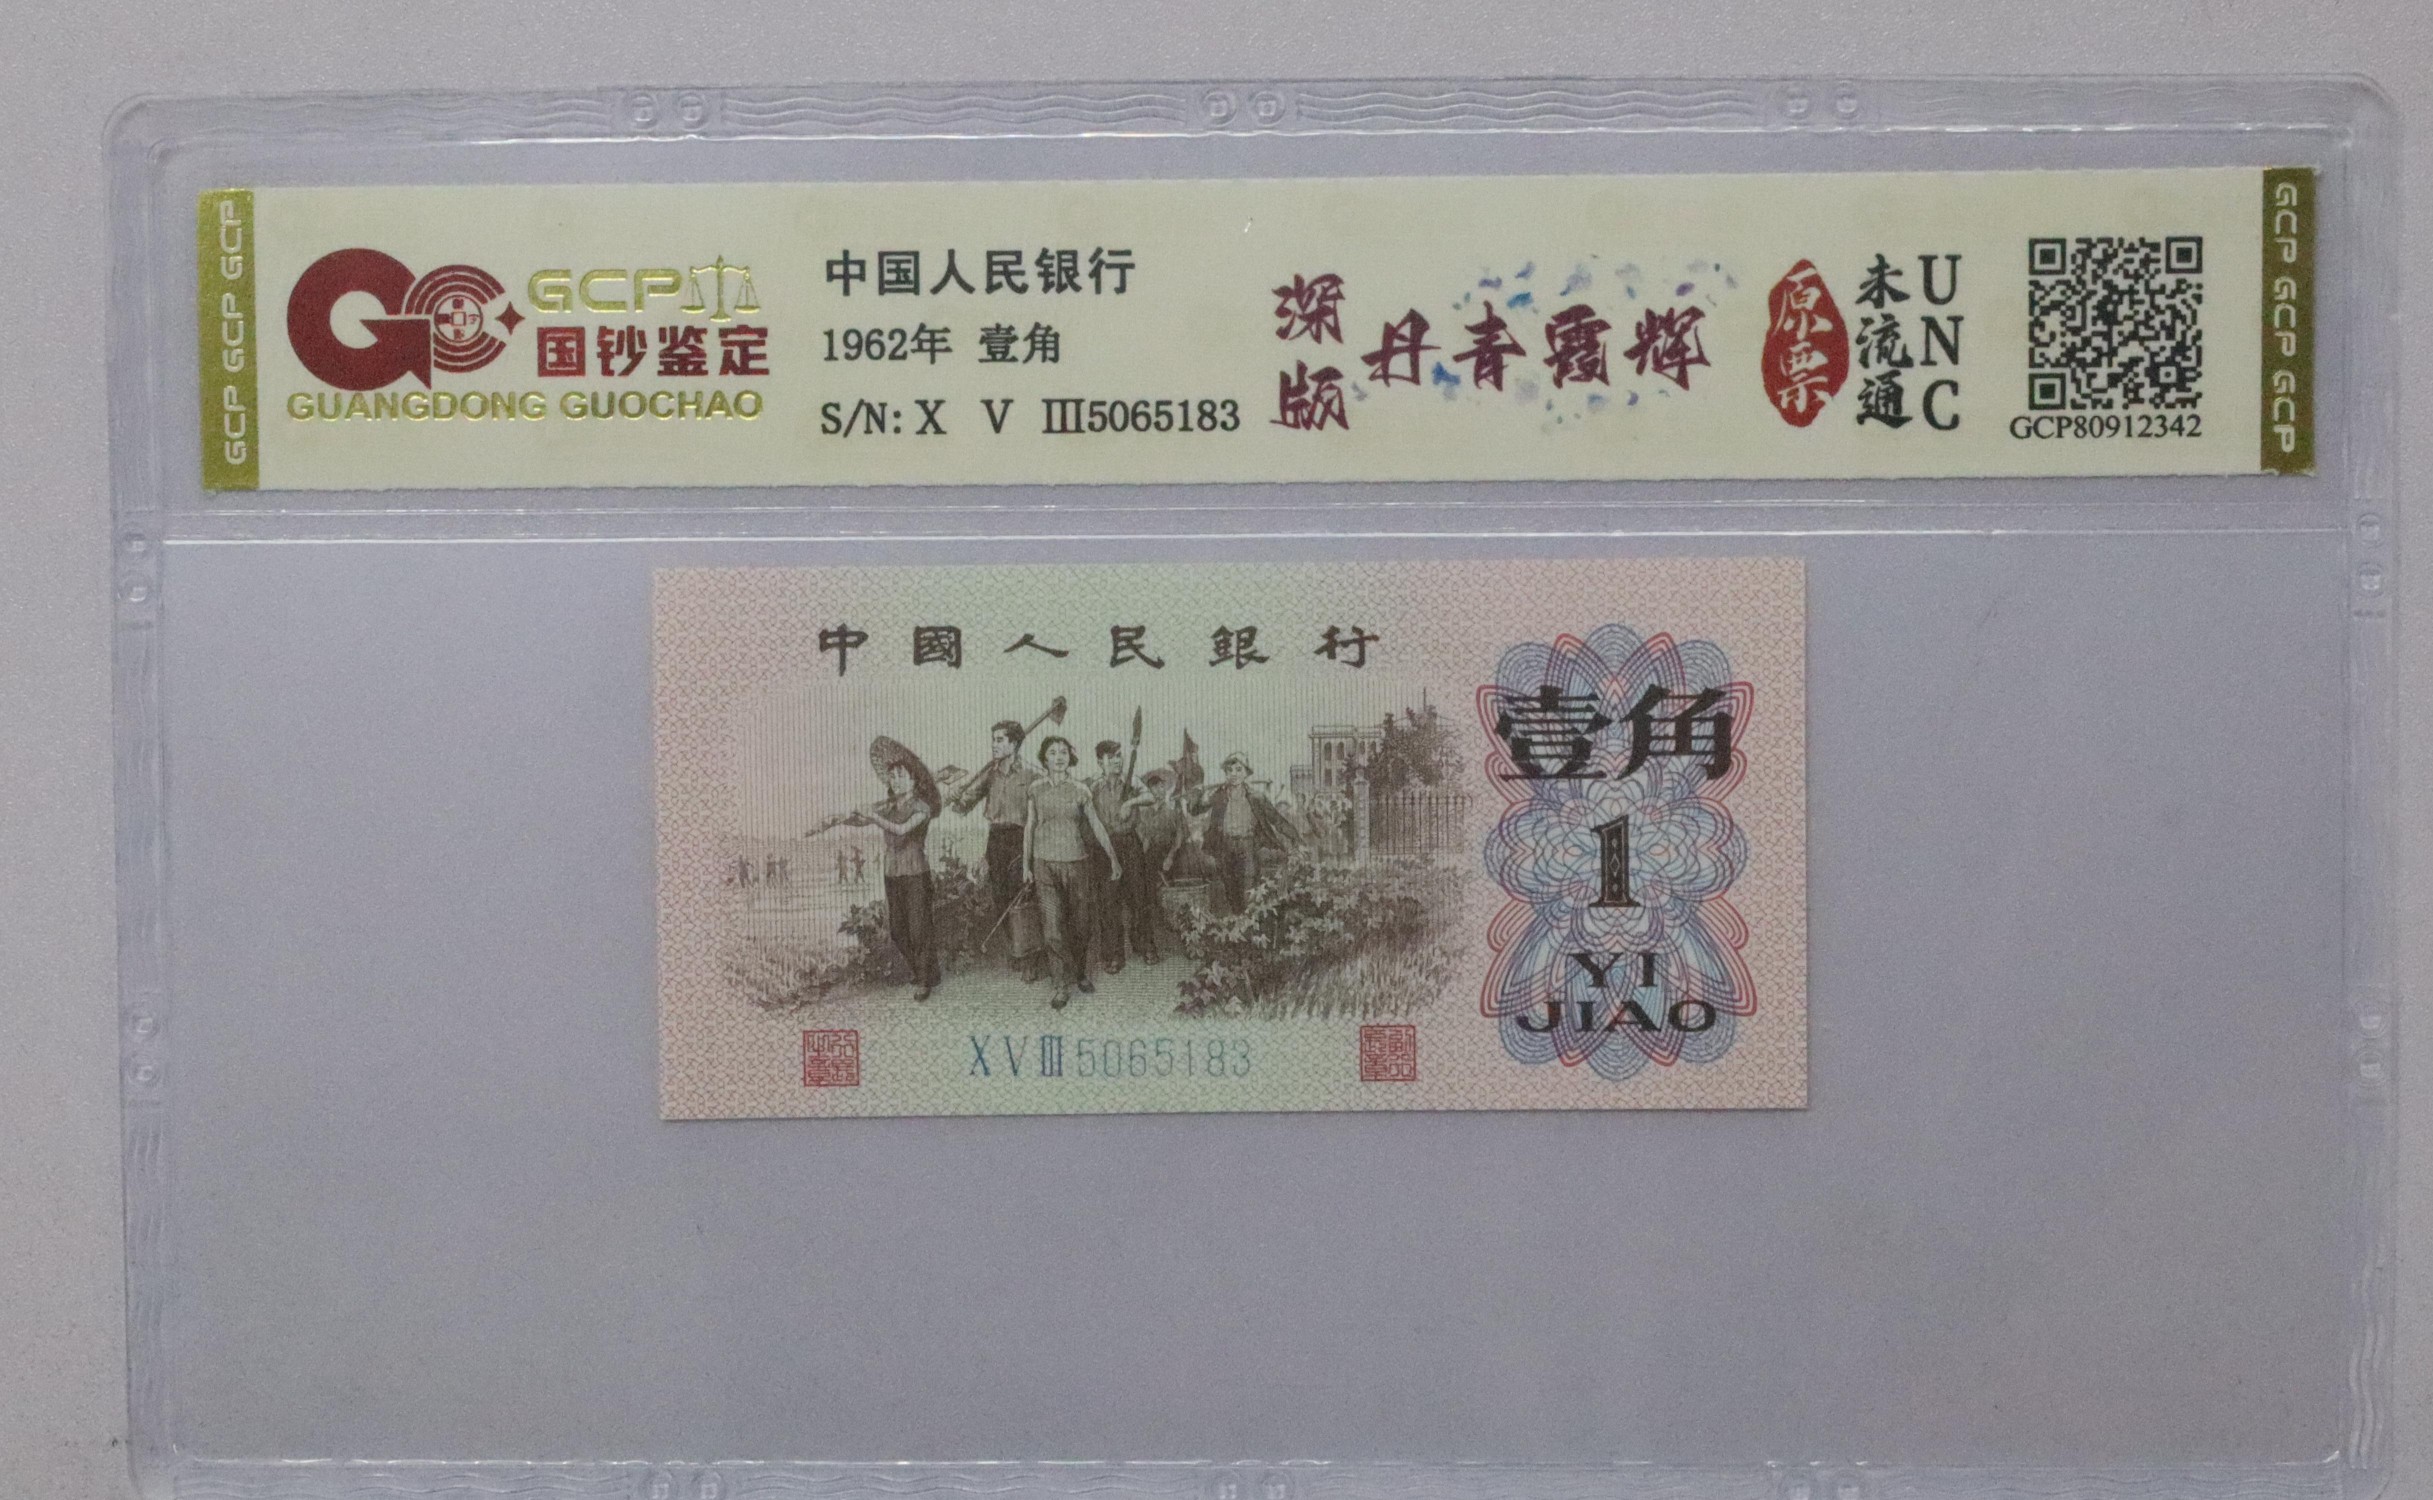 GCP GCP GCP
GCP
国钞鉴定
GUANGDONG GUOCHAO
中国人民银行
1962年 壹角
S/N: X V Ⅲ5065183
深版
丹青霞辉
原票
未流通
UNC
GCP80912342
GCP GCP GCP
中國人民銀行
壹角
1
YI
JIAO
X V Ⅲ 5065183